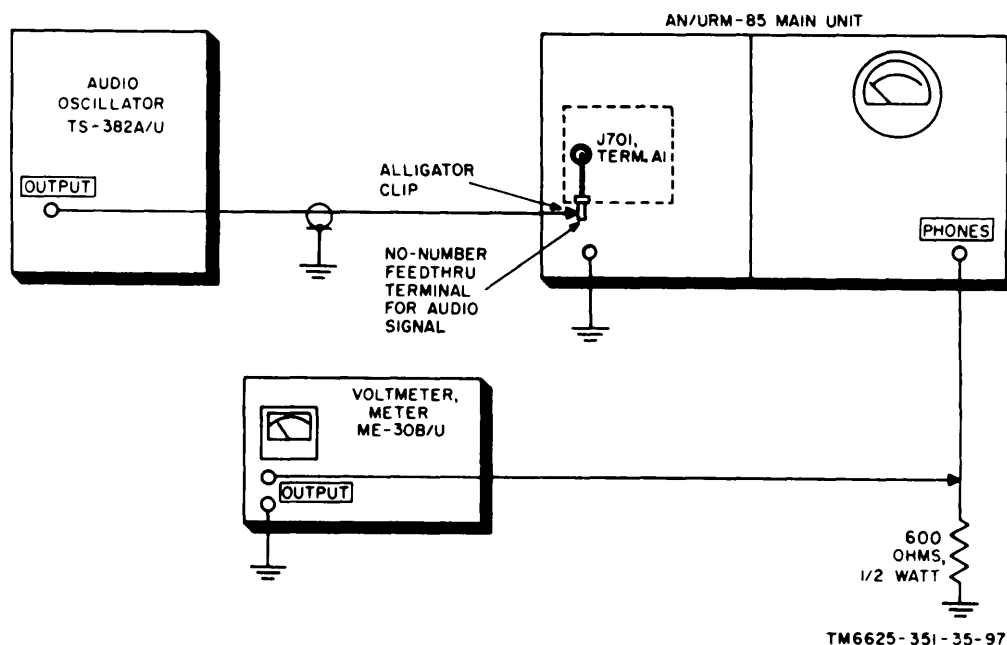 AN/URM-85 MAIN UNIT
AUDIO
OSCILLATOR
TS-382A/U
OUTPUT
ALLIGATOR
CLIP
J701,
TERM. A1
NO-NUMBER
FEEDTHRU
TERMINAL
FOR AUDIO
SIGNAL
PHONES
VOLTMETER,
METER
ME-30B/U
OUTPUT
600
OHMS,
1/2 WATT
TM6625-351-35-97